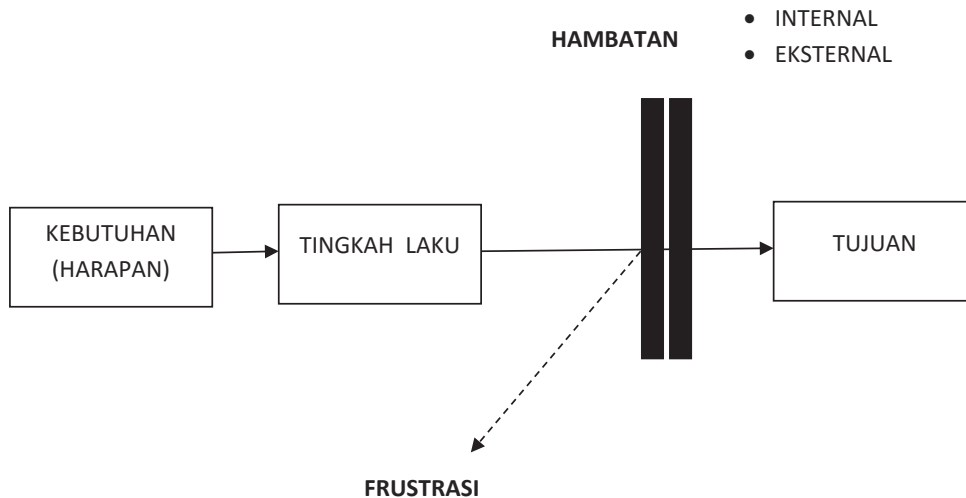 • INTERNAL
HAMBATAN
• EKSTERNAL
KEBUTUHAN
(HARAPAN)
TINGKAH LAKU
TUJUAN
FRUSTRASI